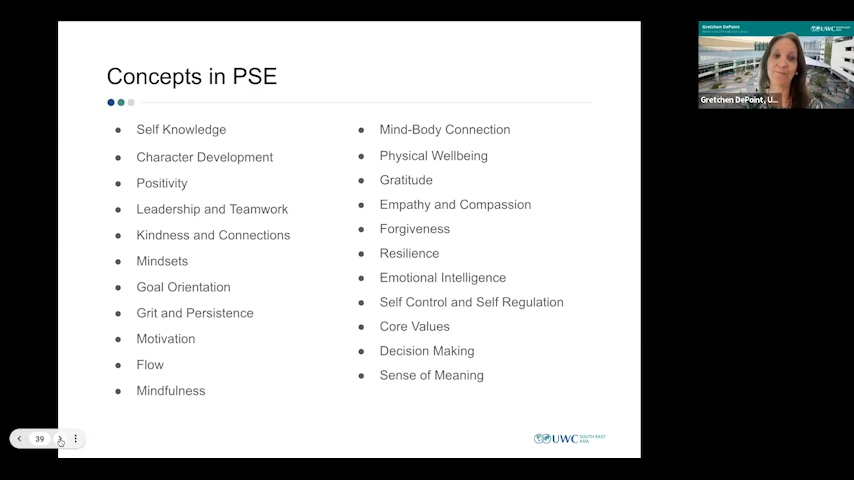 Concepts in PSE
Self Knowledge
Character Development
Positivity
Leadership and Teamwork
Kindness and Connections
Mindsets
Goal Orientation
Grit and Persistence
Motivation
Flow
Mindfulness
Mind-Body Connection
Physical Wellbeing
Gratitude
Empathy and Compassion
Forgiveness
Resilience
Emotional Intelligence
Self Control and Self Regulation
Core Values
Decision Making
Sense of Meaning
39
UWC SOUTH EAST
ASIA
Gretchen DePoint
UWC
Gretchen DePoint, U...